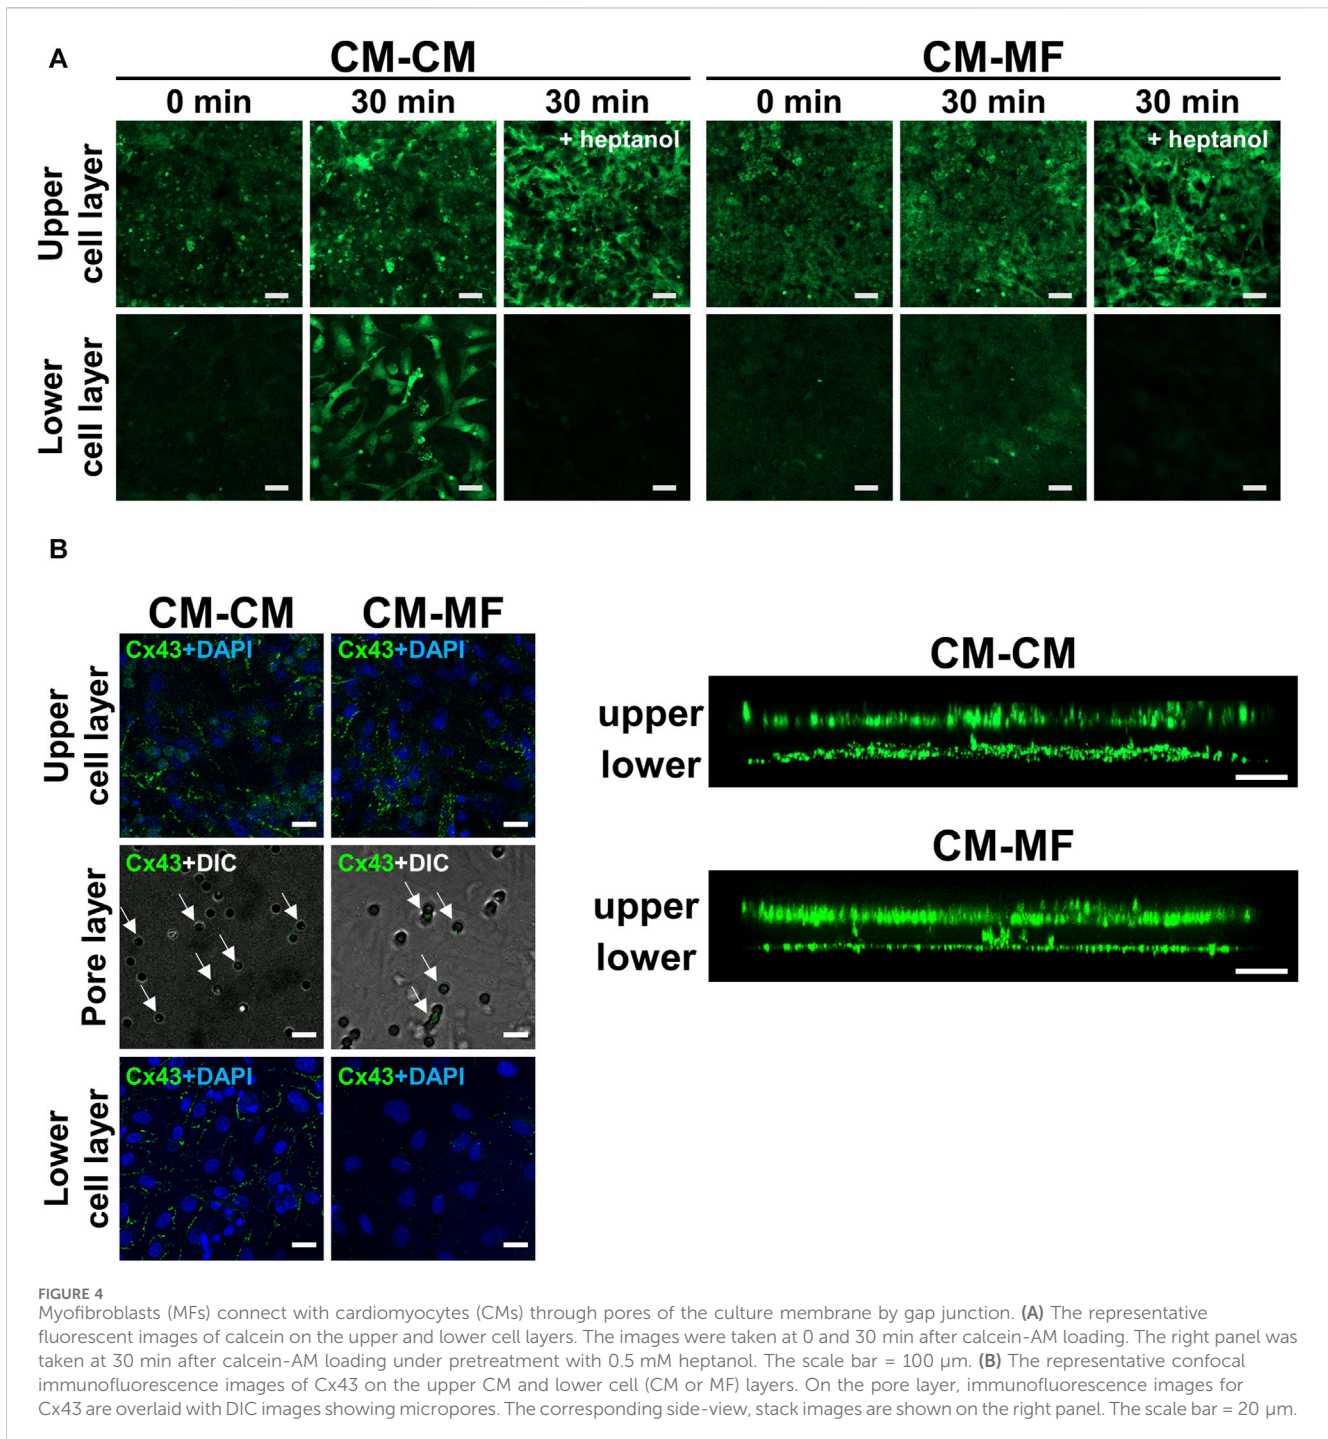 A
CM-CM
CM-MF
0 min
30 min
30 min
0 min
30 min
30 min
Upper
cell layer
+ heptanol
+ heptanol
Lower
cell layer
B
CM-CM
CM-MF
Upper
cell layer
Cx43+DAPI
Cx43+DAPI
Pore layer
Cx43+DIC
Cx43+DIC
Lower
cell layer
Cx43+DAPI
Cx43+DAPI
CM-CM
upper
lower
CM-MF
upper
lower
FIGURE 4
Myofibroblasts (MFs) connect with cardiomyocytes (CMs) through pores of the culture membrane by gap junction. (A) The representative
fluorescent images of calcein on the upper and lower cell layers. The images were taken at 0 and 30 min after calcein-AM loading. The right panel was
taken at 30 min after calcein-AM loading under pretreatment with 0.5 mM heptanol. The scale bar = 100 μm. (B) The representative confocal
immunofluorescence images of Cx43 on the upper CM and lower cell (CM or MF) layers. On the pore layer, immunofluorescence images for
Cx43 are overlaid with DIC images showing micropores. The corresponding side-view, stack images are shown on the right panel. The scale bar = 20 μm.